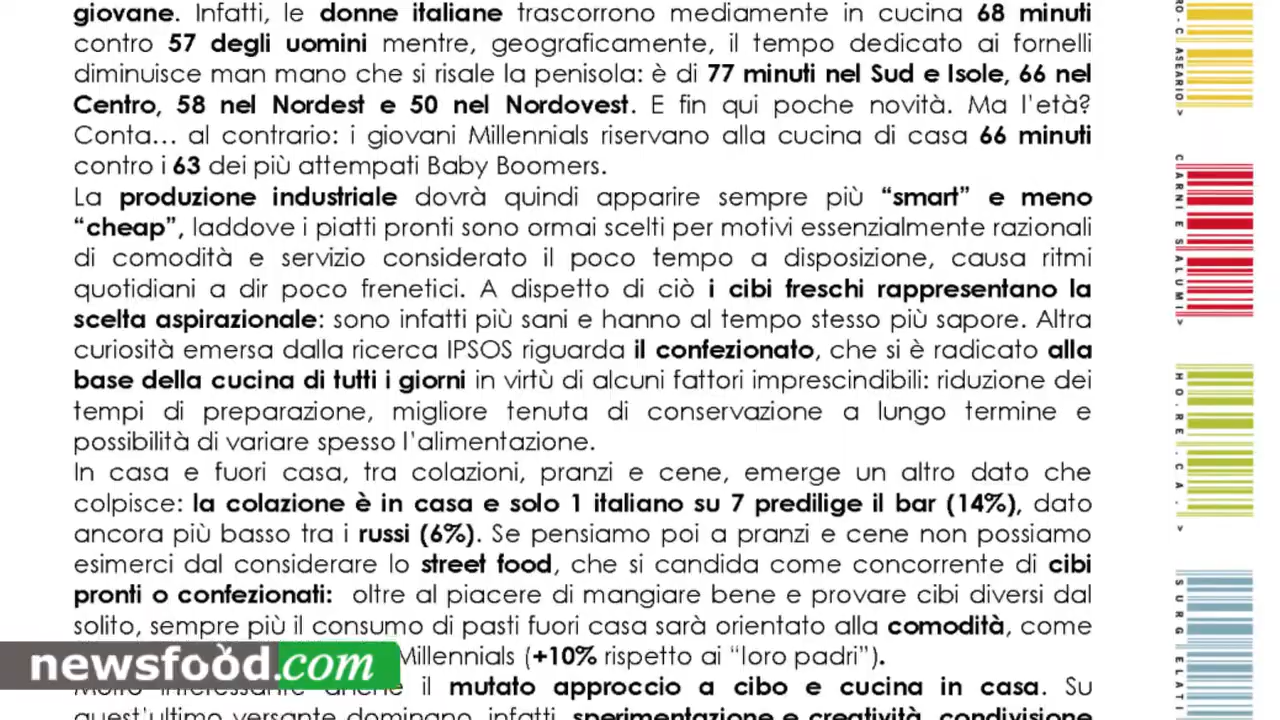 giovane. Infatti, le donne italiane trascorrono mediamente in cucina 68 minuti
contro 57 degli uomini mentre, geograficamente, il tempo dedicato ai fornelli
diminuisce man mano che si risale la penisola: è di 77 minuti nel Sud e Isole, 66 nel
Centro, 58 nel Nordest e 50 nel Nordovest. E fin qui poche novità. Ma l'età?
Conta... al contrario: i giovani Millennials riservano alla cucina di casa 66 minuti
contro i 63 dei più attempati Baby Boomers.
La produzione industriale dovrà quindi apparire sempre più “smart” e meno
“cheap”, laddove i piatti pronti sono ormai scelti per motivi essenzialmente razionali
di comodità e servizio considerato il poco tempo a disposizione, causa ritmi
quotidiani a dir poco frenetici. A dispetto di ciò i cibi freschi rappresentano la
scelta aspirazionale: sono infatti più sani e hanno al tempo stesso più sapore. Altra
curiosità emersa dalla ricerca IPSOS riguarda il confezionato, che si è radicato alla
base della cucina di tutti i giorni in virtù di alcuni fattori imprescindibili: riduzione dei
tempi di preparazione, migliore tenuta di conservazione a lungo termine e
possibilità di variare spesso l'alimentazione.
In casa e fuori casa, tra colazioni, pranzi e cene, emerge un altro dato che
colpisce: la colazione è in casa e solo 1 italiano su 7 predilige il bar (14%), dato
ancora più basso tra i russi (6%). Se pensiamo poi a pranzi e cene non possiamo
esimerci dal considerare lo street food, che si candida come concorrente di cibi
pronti o confezionati: oltre al piacere di mangiare bene e provare cibi diversi dal
solito, sempre più il consumo di pasti fuori casa sarà orientato alla comodità, come
Millennials (+10% rispetto ai “loro padri”).
Molto interessante anche il mutato approccio a cibo e cucina in casa. Su
quest'ultimo versante dominano, infatti, sperimentazione e creatività, condivisione
newsfood.com
RO-CASEARIO >
CARNI E SALUMI >
HO.RE.CA. >
SURGELATI